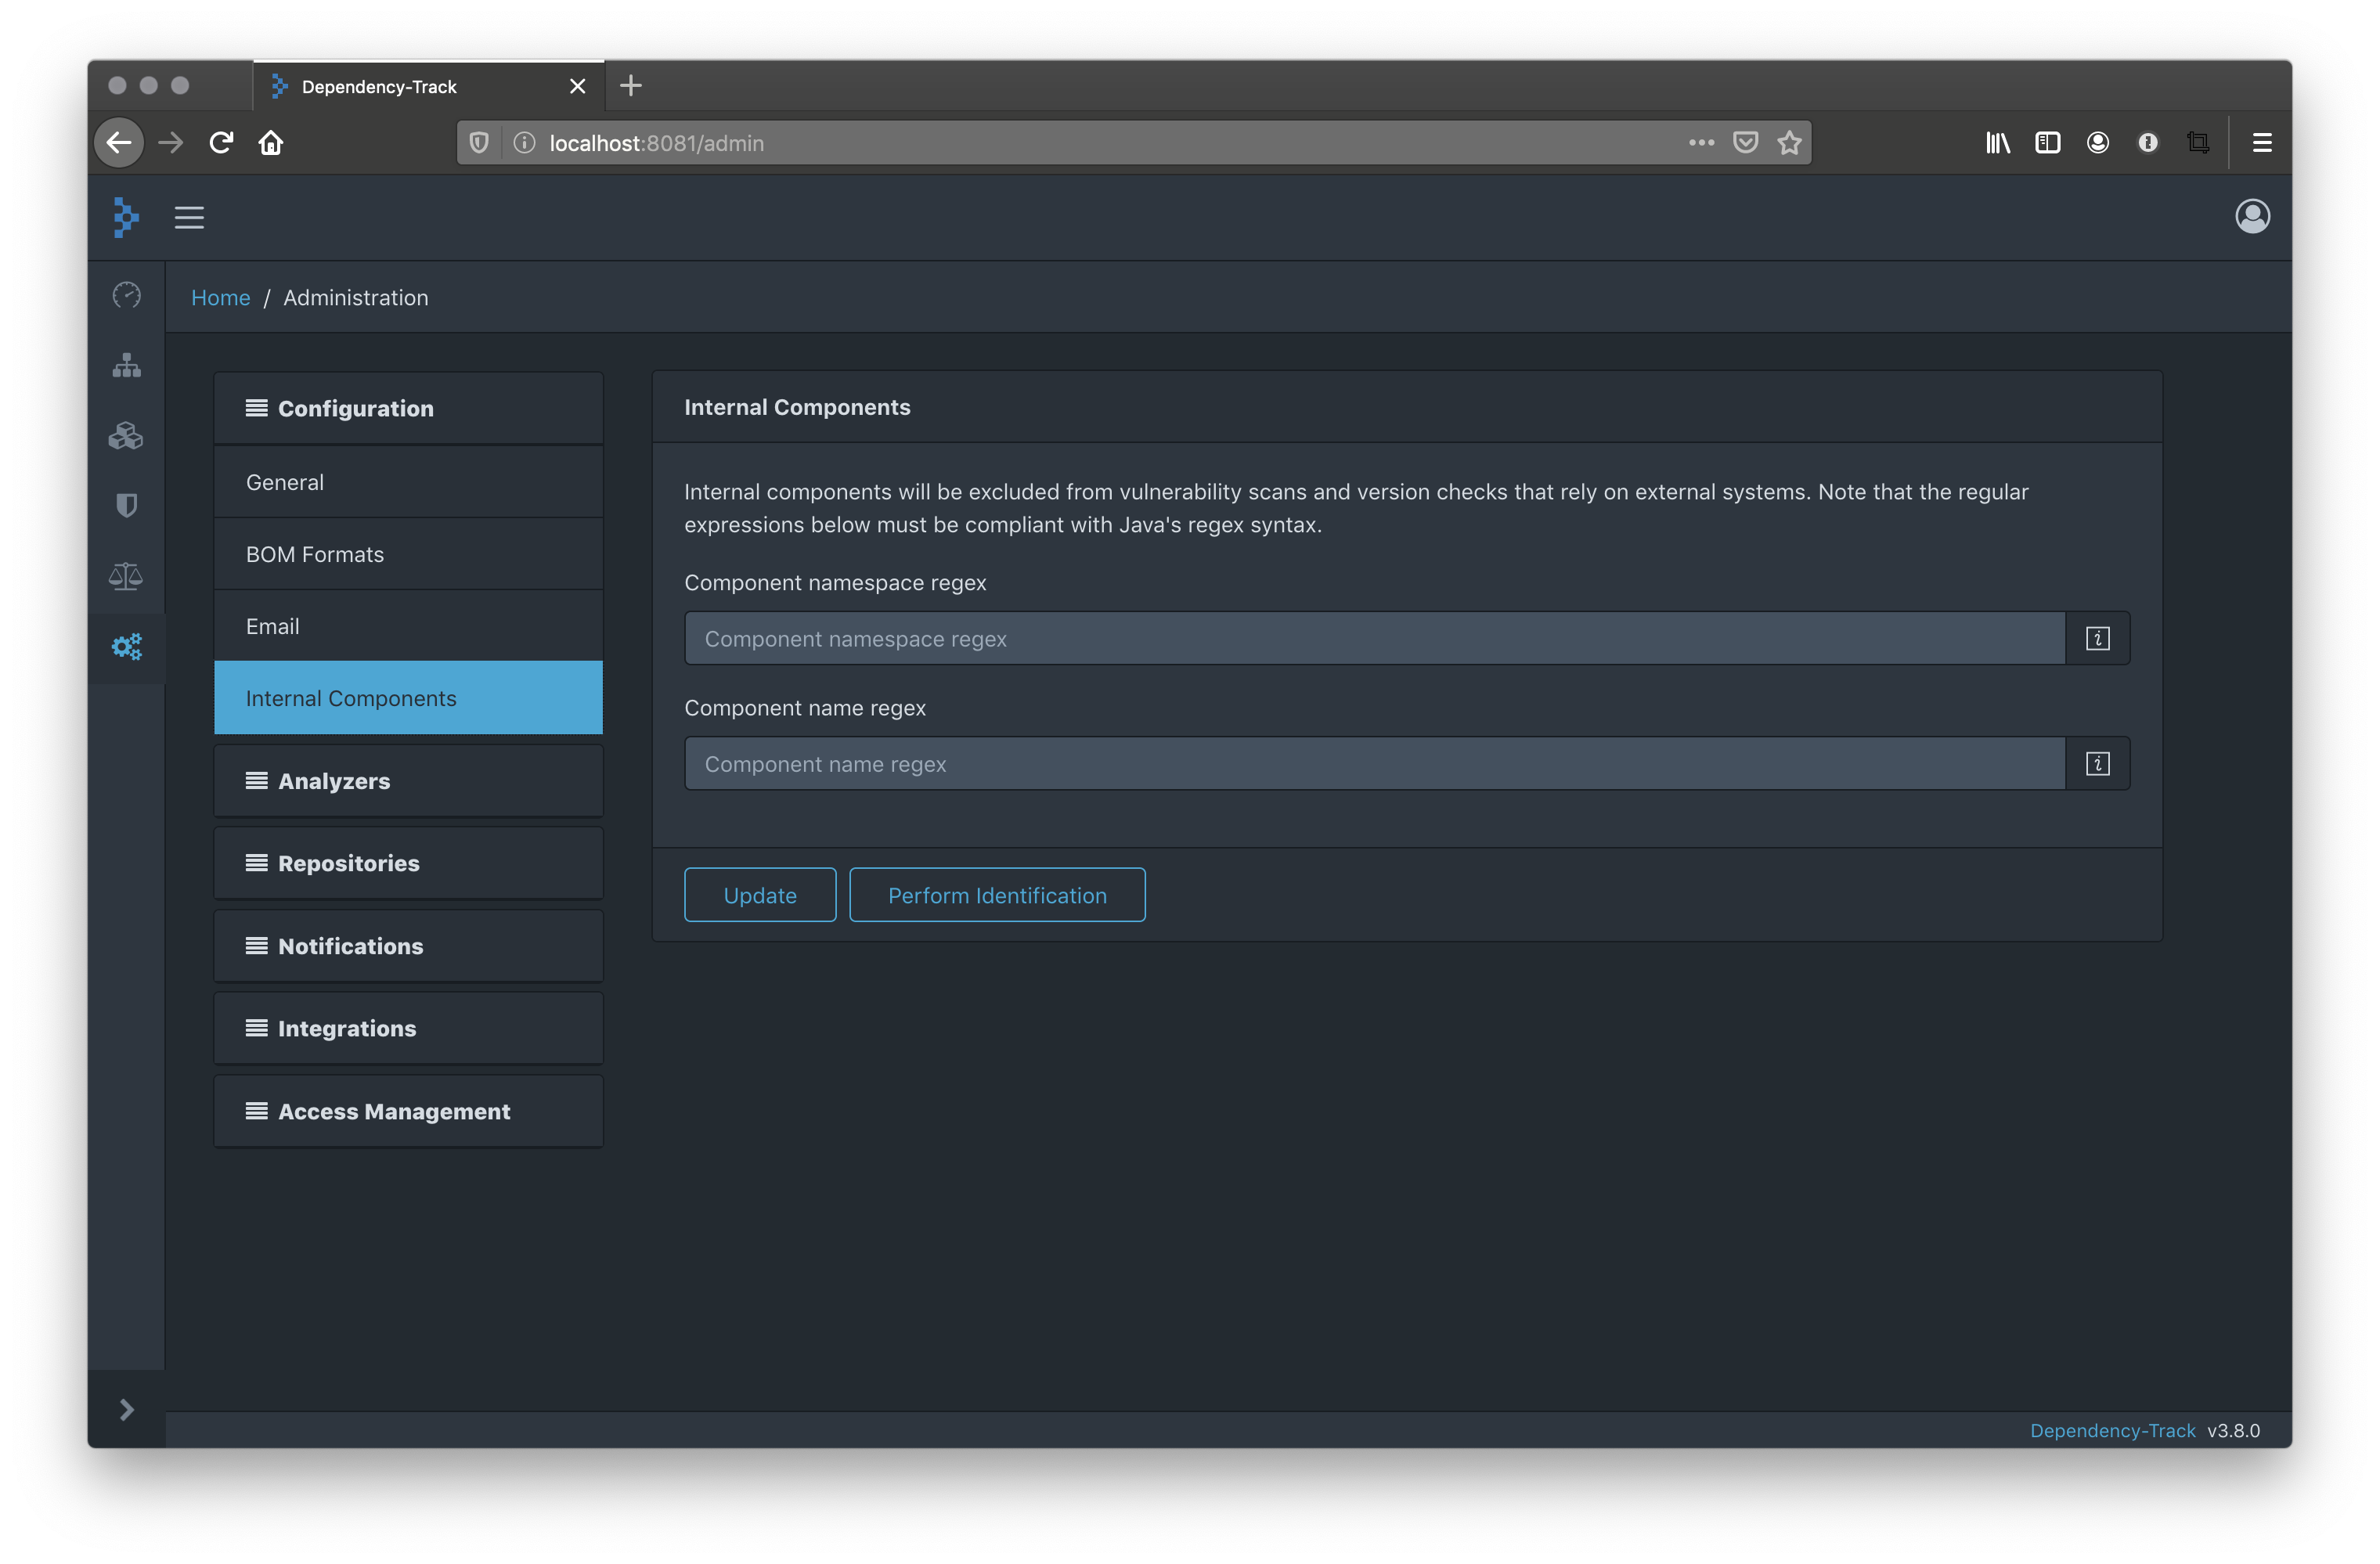 Dependency-Track
localhost:8081/admin
Home / Administration
Configuration
General
BOM Formats
Email
Internal Components
Analyzers
Repositories
Notifications
Integrations
Access Management
Internal Components
Internal components will be excluded from vulnerability scans and version checks that rely on external systems. Note that the regular
expressions below must be compliant with Java's regex syntax.
Component namespace regex
Component namespace regex
Component name regex
Component name regex
Update
Perform Identification
Dependency-Track v3.8.0